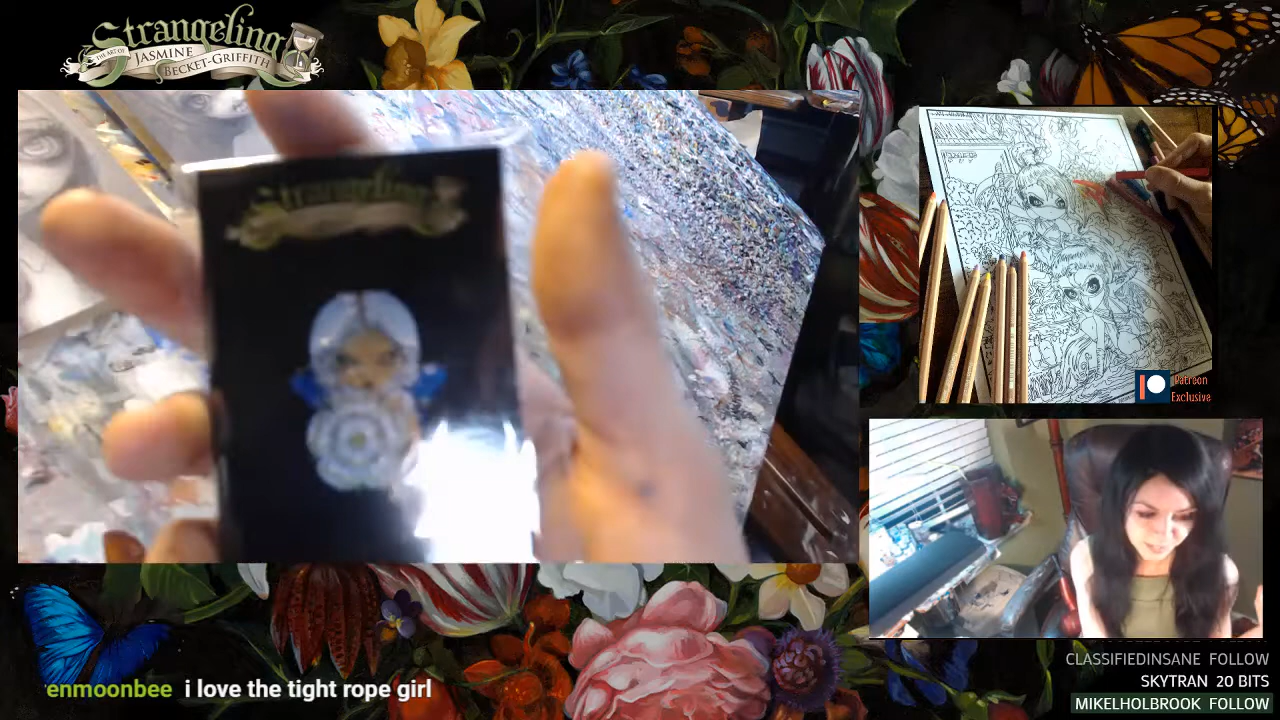 Strangeling
THE ART OF
JASMINE
BECKET-GRIFFITH
Strangeling
Patreon
Exclusive
enmoonbee i love the tight rope girl
CLASSIFIEDINSANE FOLLOW
SKYTRAN 20 BITS
MIKELHOLBROOK FOLLOW